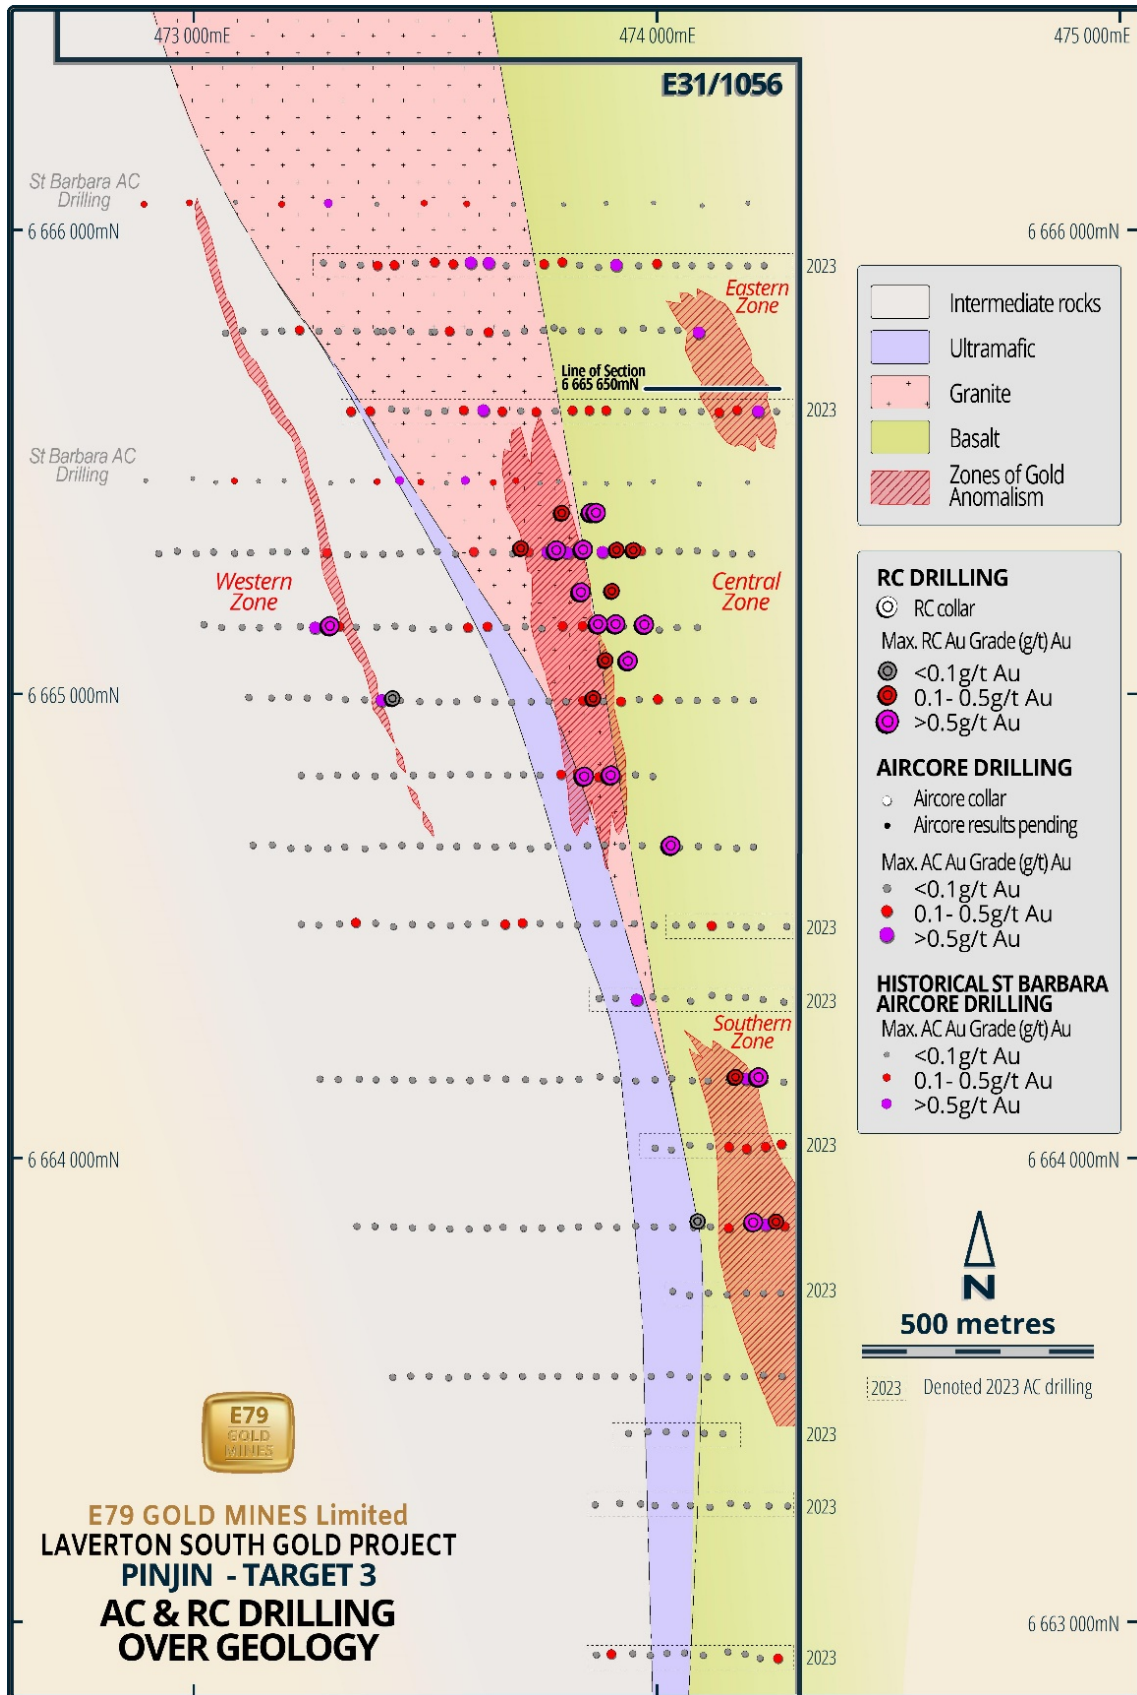 473 000mE
474 000mE
475 000mE
E31/1056
St Barbara AC
Drilling
6 666 000mN
6 666 000mN
2023
Eastern
Zone
Line of Section
6 665 650mN
2023
St Barbara AC
Drilling
Western
Zone
Central
Zone
6 665 000mN
2023
2023
Southern
Zone
2023
6 664 000mN
6 664 000mN
2023
2023
2023
2023
6 663 000mN
Intermediate rocks
Ultramafic
Granite
Basalt
Zones of Gold
Anomalism
RC DRILLING
RC collar
Max. RC Au Grade (g/t) Au
<0.1g/t Au
0.1- 0.5g/t Au
>0.5g/t Au
AIRCORE DRILLING
Aircore collar
Aircore results pending
Max. AC Au Grade (g/t) Au
<0.1g/t Au
0.1- 0.5g/t Au
>0.5g/t Au
HISTORICAL ST BARBARA
AIRCORE DRILLING
Max. AC Au Grade (g/t) Au
<0.1g/t Au
0.1- 0.5g/t Au
>0.5g/t Au
N
500 metres
2023 Denoted 2023 AC drilling
E79
GOLD
MINES
E79 GOLD MINES Limited
LAVERTON SOUTH GOLD PROJECT
PINJIN - TARGET 3
AC & RC DRILLING
OVER GEOLOGY